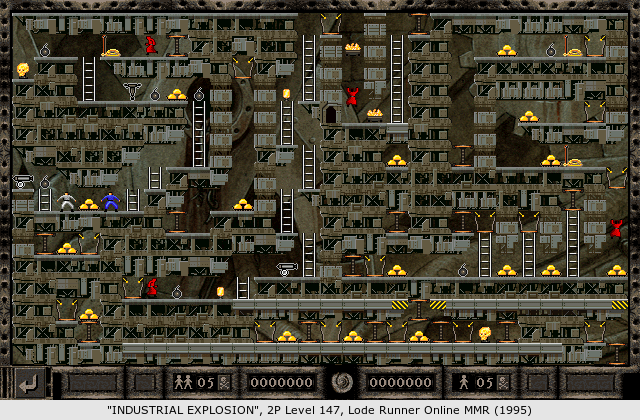 05 0000000 0000000 05
"INDUSTRIAL EXPLOSION", 2P Level 147, Lode Runner Online MMR (1995)